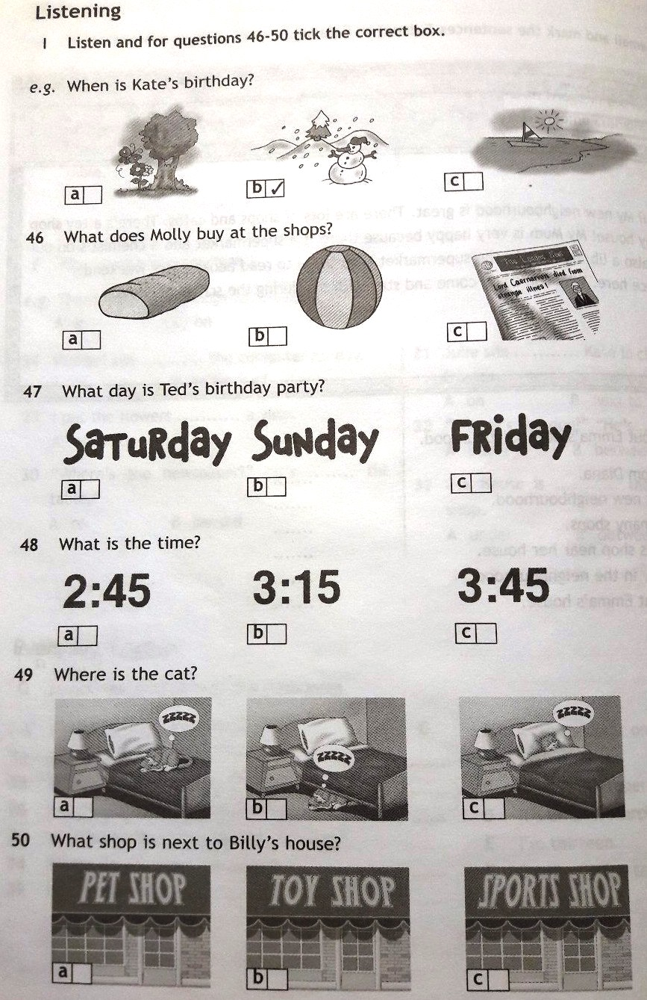 Listening
I Listen and for questions 46-50 tick the correct box.
e.g. When is Kate's birthday?
a b ✓ c
46 What does Molly buy at the shops?
Lord Caernarvon died from
strange illnes!
a b c
47 What day is Ted's birthday party?
Saturday Sunday Friday
a b c
48 What is the time?
2:45 3:15 3:45
a b c
49 Where is the cat?
zzzzz zzzzz zzzzz
a b c
50 What shop is next to Billy's house?
PET SHOP TOY SHOP SPORTS SHOP
a b c